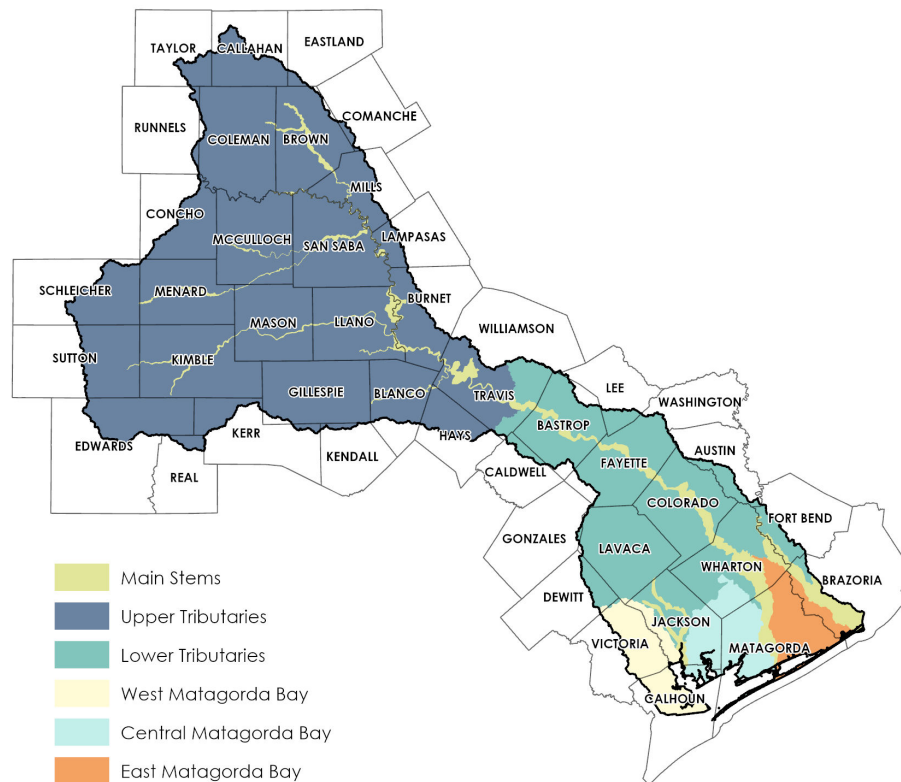 TAYLOR
CALLAHAN
EASTLAND
RUNNELS
COLEMAN
BROWN
COMANCHE
MILLS
CONCHO
MCCULLOCH
SAN SABA
LAMPASAS
SCHLEICHER
MENARD
BURNET
MASON
LLANO
WILLIAMSON
SUTTON
KIMBLE
GILLESPIE
BLANCO
TRAVIS
LEE
WASHINGTON
EDWARDS
KERR
HAYS
BASTROP
REAL
KENDALL
CALDWELL
FAYETTE
AUSTIN
COLORADO
FORT BEND
GONZALES
LAVACA
WHARTON
BRAZORIA
DEWITT
JACKSON
VICTORIA
MATAGORDA
CALHOUN
Main Stems
Upper Tributaries
Lower Tributaries
West Matagorda Bay
Central Matagorda Bay
East Matagorda Bay